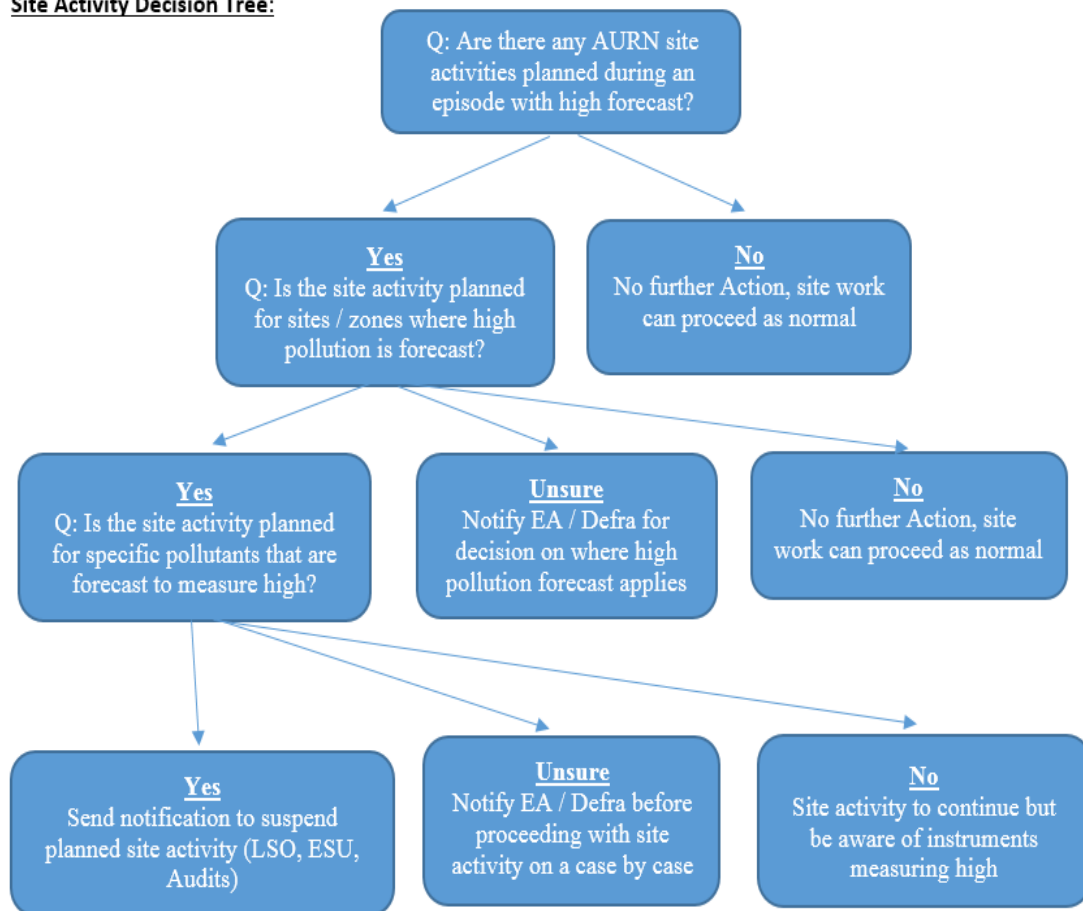 Site Activity Decision Tree:
Q: Are there any AURN site
activities planned during an
episode with high forecast?
Yes
Q: Is the site activity planned
for sites / zones where high
pollution is forecast?
No
No further Action, site work
can proceed as normal
Yes
Q: Is the site activity planned
for specific pollutants that are
forecast to measure high?
Unsure
Notify EA / Defra for
decision on where high
pollution forecast applies
No
No further Action, site
work can proceed as normal
Yes
Send notification to suspend
planned site activity (LSO, ESU,
Audits)
Unsure
Notify EA / Defra before
proceeding with site
activity on a case by case
No
Site activity to continue but
be aware of instruments
measuring high